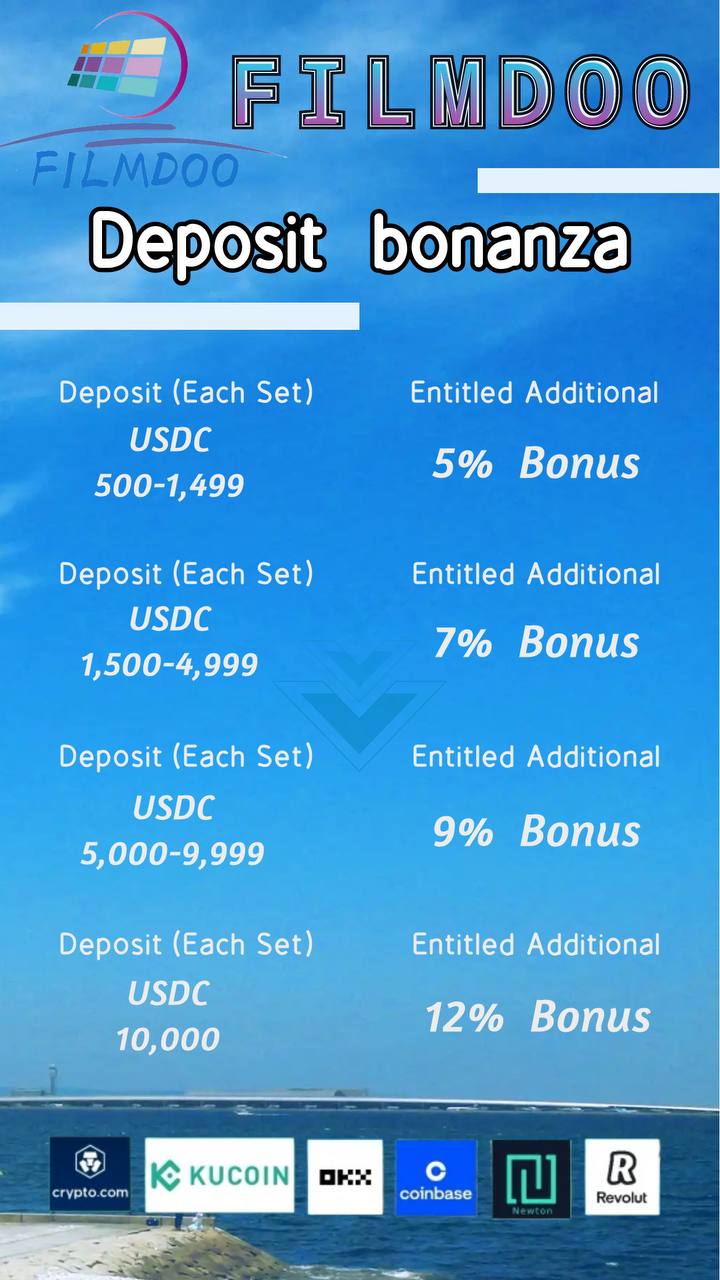 FILMDOO
FILMDOO
Deposit bonanza
Deposit (Each Set) Entitled Additional
USDC
500-1,499
5% Bonus
Deposit (Each Set) Entitled Additional
USDC
1,500-4,999
7% Bonus
Deposit (Each Set) Entitled Additional
USDC
5,000-9,999
9% Bonus
Deposit (Each Set) Entitled Additional
USDC
10,000
12% Bonus
crypto.com
KUCOIN
OKX
coinbase
Newton
R
Revolut